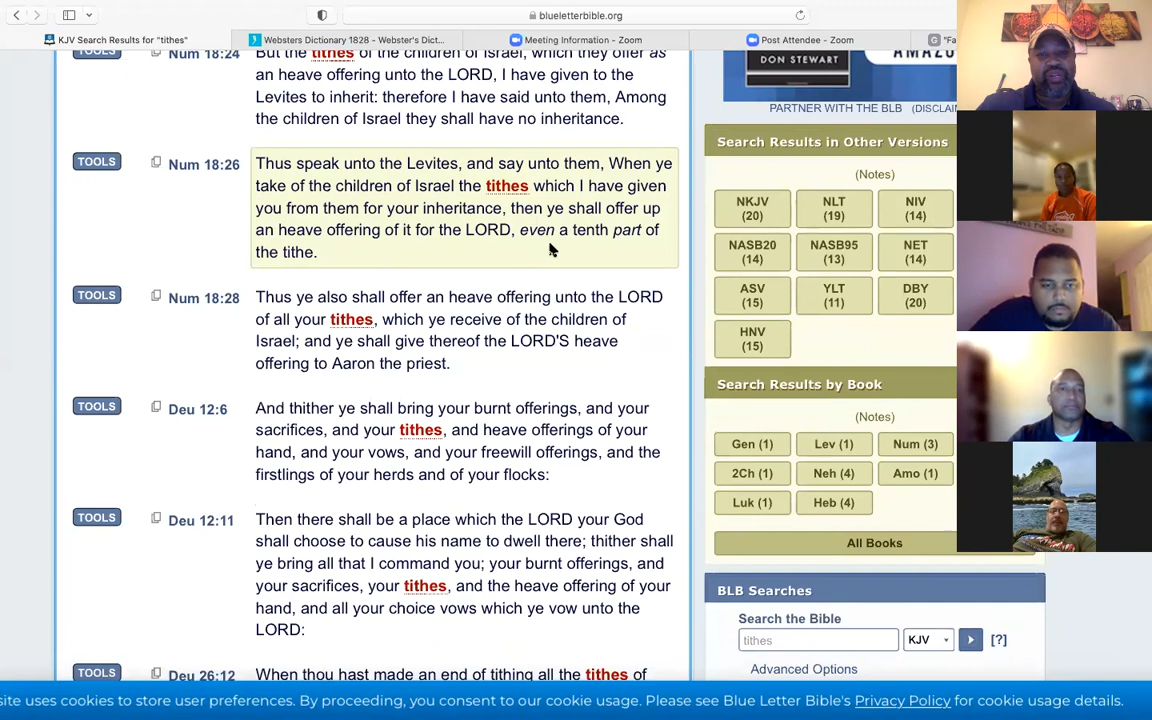 blueletterbible.org
KJV Search Results for "tithes"
Websters Dictionary 1828 - Webster's Dict...
Meeting Information - Zoom
Post Attendee - Zoom
G "Fa
TOOLS Num 18:24 But the tithes of the children of Israel, which they offer as
an heave offering unto the LORD, I have given to the
Levites to inherit: therefore I have said unto them, Among
the children of Israel they shall have no inheritance.
TOOLS Num 18:26 Thus speak unto the Levites, and say unto them, When ye
take of the children of Israel the tithes which I have given
you from them for your inheritance, then ye shall offer up
an heave offering of it for the LORD, even a tenth part of
the tithe.
TOOLS Num 18:28 Thus ye also shall offer an heave offering unto the LORD
of all your tithes, which ye receive of the children of
Israel; and ye shall give thereof the LORD'S heave
offering to Aaron the priest.
TOOLS Deu 12:6 And thither ye shall bring your burnt offerings, and your
sacrifices, and your tithes, and heave offerings of your
hand, and your vows, and your freewill offerings, and the
firstlings of your herds and of your flocks:
TOOLS Deu 12:11 Then there shall be a place which the LORD your God
shall choose to cause his name to dwell there; thither shall
ye bring all that I command you; your burnt offerings, and
your sacrifices, your tithes, and the heave offering of your
hand, and all your choice vows which ye vow unto the
LORD:
TOOLS Deu 26:12 When thou hast made an end of tithing all the tithes of
DON STEWART
AMAZO
PARTNER WITH THE BLB (DISCLAI
Search Results in Other Versions
(Notes)
NKJV (20) NLT (19) NIV (14)
NASB20 (14) NASB95 (13) NET (14)
ASV (15) YLT (11) DBY (20)
HNV (15)
Search Results by Book
(Notes)
Gen (1) Lev (1) Num (3)
2Ch (1) Neh (4) Amo (1)
Luk (1) Heb (4)
All Books
BLB Searches
Search the Bible
tithes KJV [?]
Advanced Options
site uses cookies to store user preferences. By proceeding, you consent to our cookie usage. Please see Blue Letter Bible's Privacy Policy for cookie usage details.